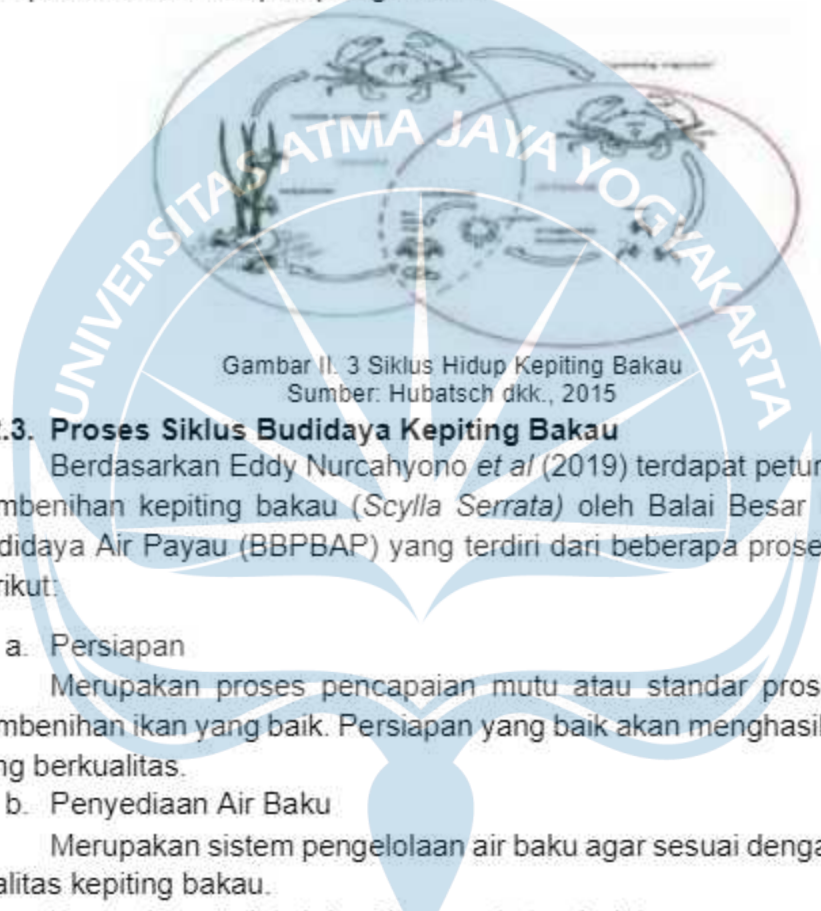 UNIVERSITAS ATMA JAYA YOGYAKARTA
Gambar II. 3 Siklus Hidup Kepiting Bakau
Sumber: Hubatsch dkk., 2015
.3. Proses Siklus Budidaya Kepiting Bakau
Berdasarkan Eddy Nurcahyono et al (2019) terdapat petun
mbenihan kepiting bakau (Scylla Serrata) oleh Balai Besar
didaya Air Payau (BBPBAP) yang terdiri dari beberapa prose
rikut:
a. Persiapan
Merupakan proses pencapaian mutu atau standar pros
mbenihan ikan yang baik. Persiapan yang baik akan menghasil
ng berkualitas.
b. Penyediaan Air Baku
Merupakan sistem pengelolaan air baku agar sesuai denga
alitas kepiting bakau.